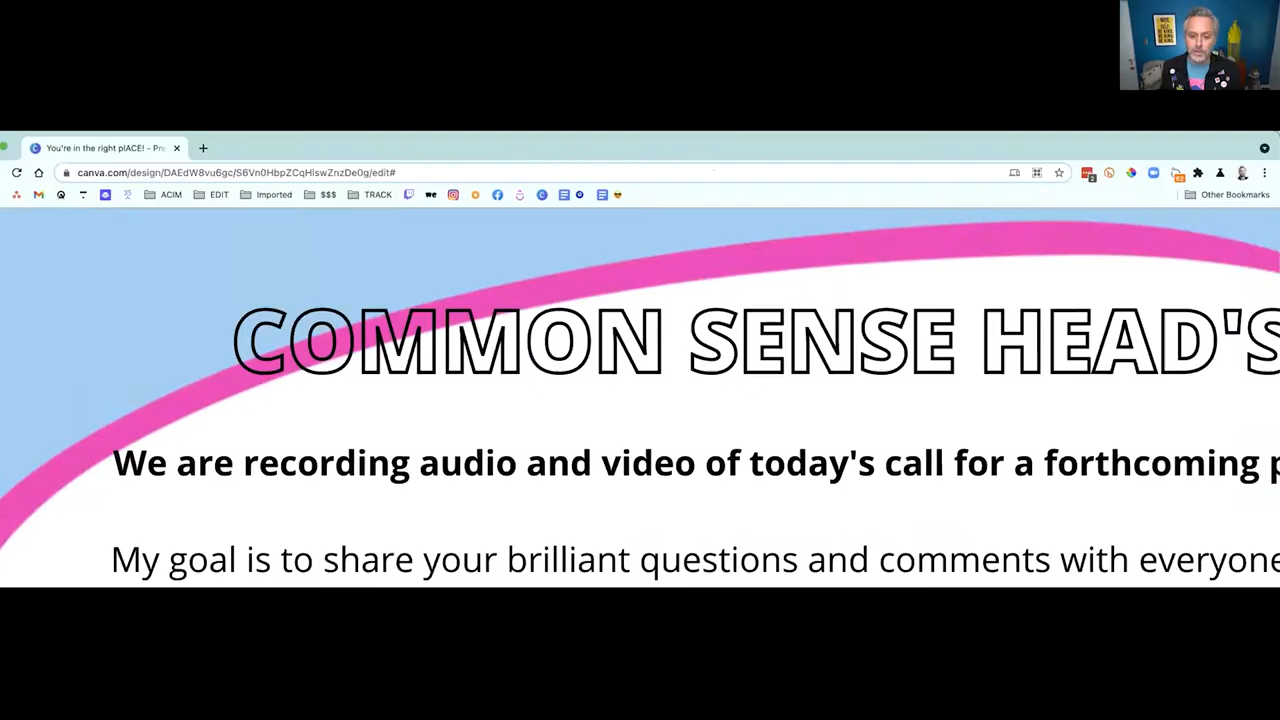 You're in the right plACE! – Pre
canva.com/design/DAEdW8vu6gc/S6Vn0HbpZCqHIswZnzDe0g/edit#
ACIM EDIT Imported $$$ TRACK Other Bookmarks
COMMON SENSE HEAD'S
We are recording audio and video of today's call for a forthcoming p
My goal is to share your brilliant questions and comments with everyone